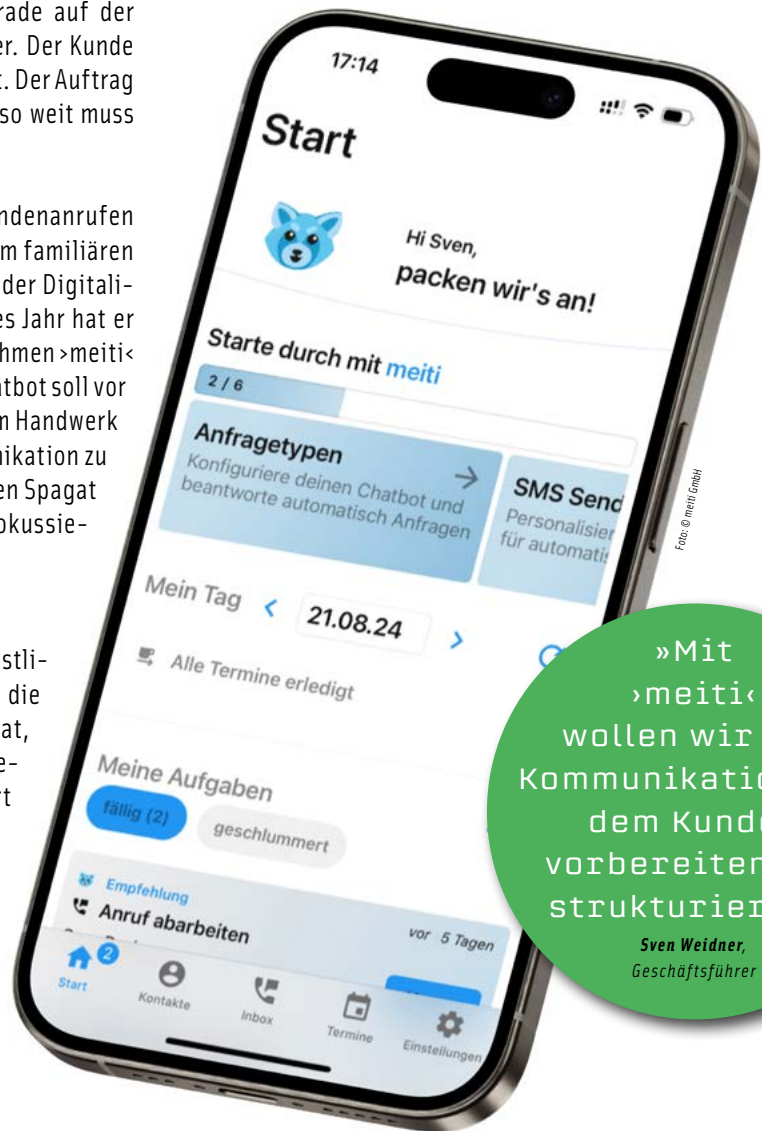 rade auf der
er. Der Kunde
t. Der Auftrag
so weit muss
ndenanrufen
m familiären
der Digitali-
es Jahr hat er
hmen ›meiti‹
atbot soll vor
m Handwerk
nikation zu
en Spagat
okussie-
stli-
die
at,
e-
rt
17:14
Start
Hi Sven,
packen wir's an!
Starte durch mit meiti
2 / 6
Anfragetypen
Konfiguriere deinen Chatbot und
beantworte automatisch Anfragen
SMS Send
Personalisier
für automatis
Mein Tag
21.08.24
Alle Termine erledigt
Meine Aufgaben
fällig (2)
geschlummert
Empfehlung
Anruf abarbeiten
vor 5 Tagen
2
Start
Kontakte
Inbox
Termine
Einstellungen
Foto: © meiti GmbH
»Mit
›meiti‹
wollen wir
Kommunikatio
dem Kund
vorbereiten
strukturier
Sven Weidner,
Geschäftsführer